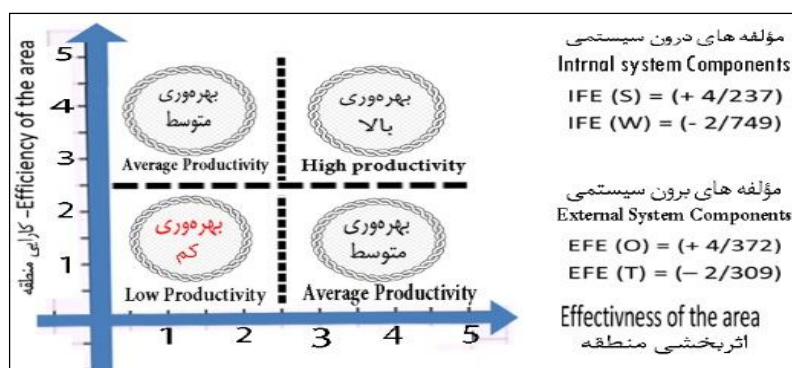 کارایی منطقه –Efficiency of the area
5
4
3
2
1
بهره‌وری
متوسط
Average Productivity
بهره‌وری
بالا
High productivity
بهره‌وری
کم
Low Productivity
بهره‌وری
متوسط
Average Productivity
1 2 3 4 5
مؤلفه های درون سیستمی
Intrnal system Components
IFE (S) = (+ 4/237)
IFE (W) = (- 2/749)
مؤلفه های برون سیستمی
External System Components
EFE (O) = (+ 4/372)
EFE (T) = (– 2/309)
Effectivness of the area
اثربخشی منطقه